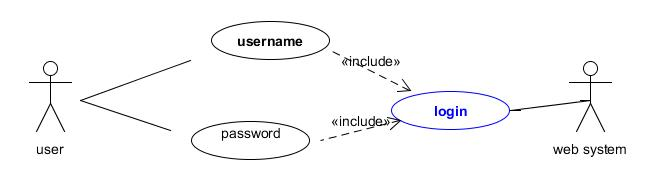 username
«include»
login
«include»
password
user
web system